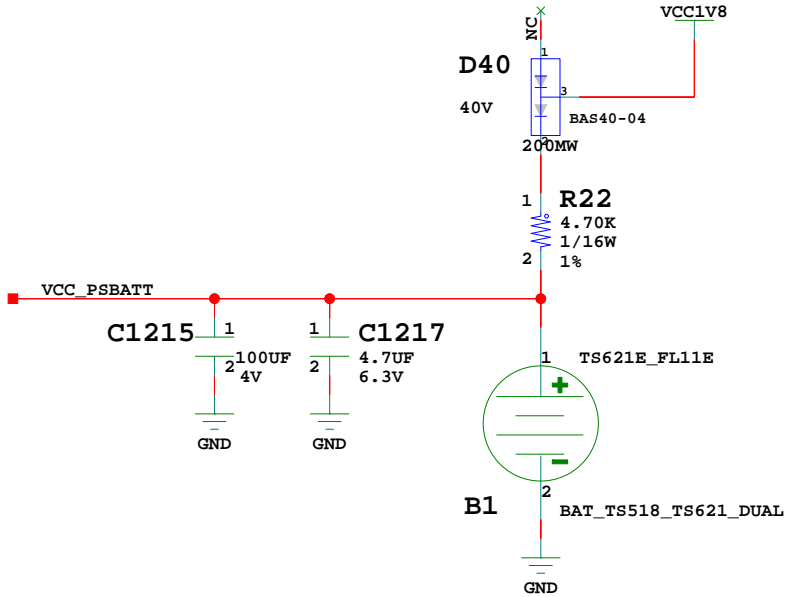 VCC1V8
NC
1
D40
3
40V
BAS40-04
2
200MW
1
R22
4.70K
1/16W
2
1%
VCC_PSBATT
C1215
1
1
C1217
2
100UF
4V
2
4.7UF
6.3V
GND
GND
1
TS621E_FL11E
+
-
2
B1
BAT_TS518_TS621_DUAL
GND